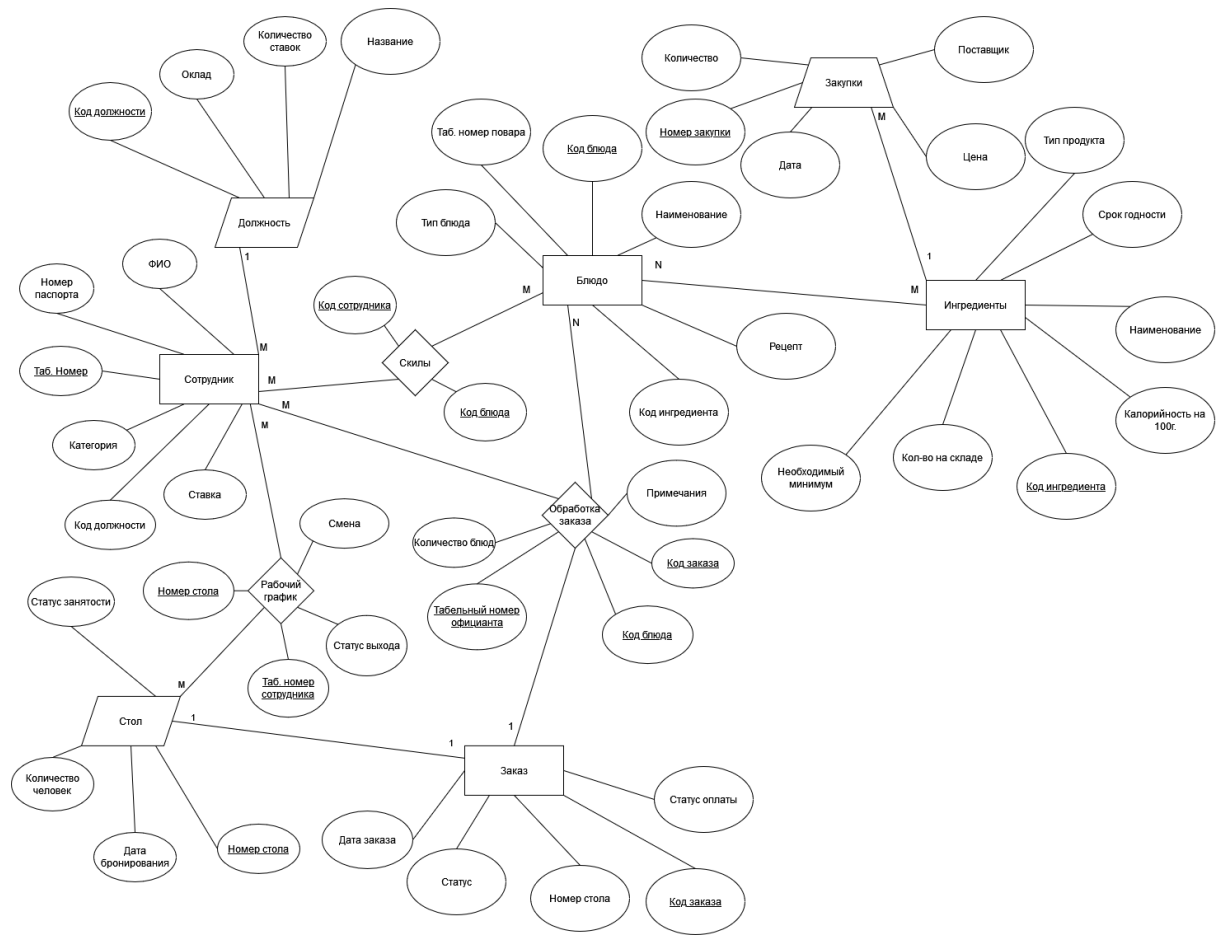 Количество
ставок
Название
Оклад
Код должности
Должность
1
Количество
Поставщик
Закупки
Номер закупки
М
Дата
Цена
Тип продукта
Срок годности
1
М
Ингредиенты
Наименование
Калорийность на
100г.
Код ингредиента
Кол-во на складе
Необходимый
минимум
Таб. номер повара
Код блюда
Тип блюда
Наименование
Блюдо
N
М
N
Рецепт
Код ингредиента
ФИО
Номер
паспорта
Таб. Номер
Сотрудник
М
М
М
М
Категория
Код должности
Ставка
Код сотрудника
Скилы
Код блюда
Обработка
заказа
Примечания
Количество блюд
Код заказа
Табельный номер
официанта
Код блюда
Смена
Номер стола
Рабочий
график
Статус выхода
Таб. номер
сотрудника
Статус занятости
М
Стол
1
Количество
человек
Дата
бронирования
Номер стола
1
1
Заказ
Дата заказа
Статус
Номер стола
Код заказа
Статус оплаты